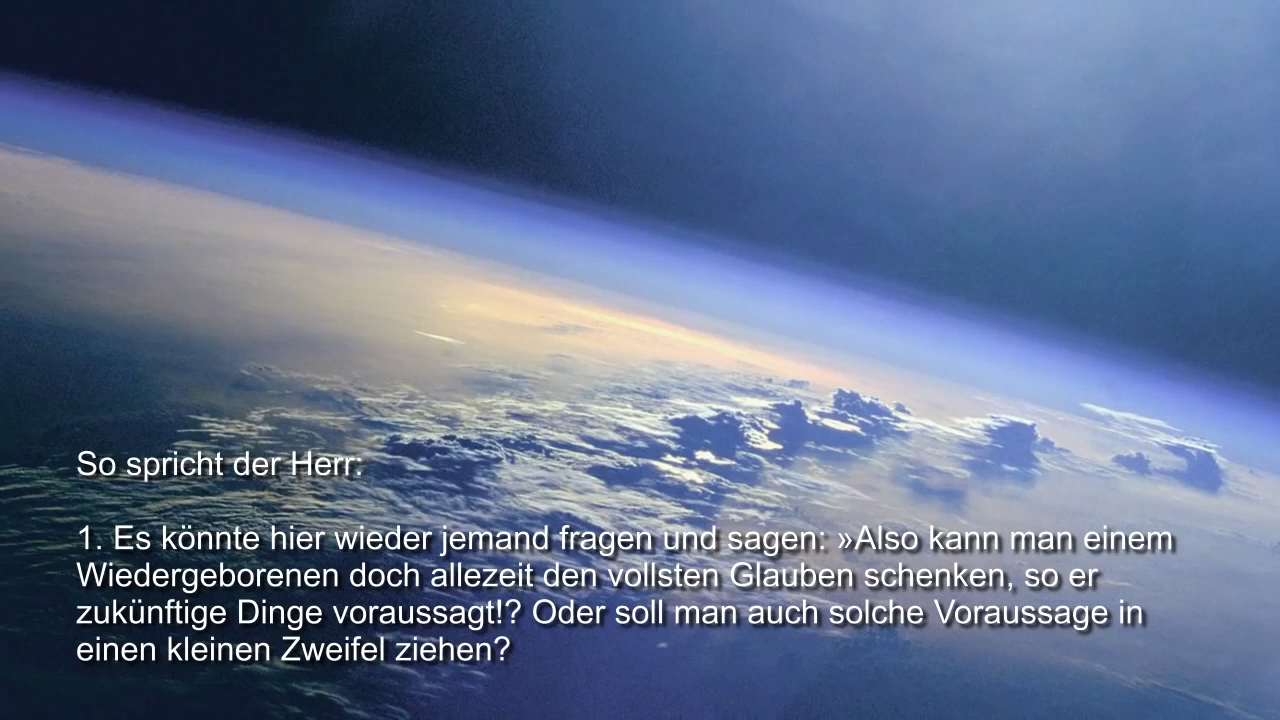 So spricht der Herr:
1. Es könnte hier wieder jemand fragen und sagen: »Also kann man einem
Wiedergeborenen doch allezeit den vollsten Glauben schenken, so er
zukünftige Dinge voraussagt!? Oder soll man auch solche Voraussage in
einen kleinen Zweifel ziehen?